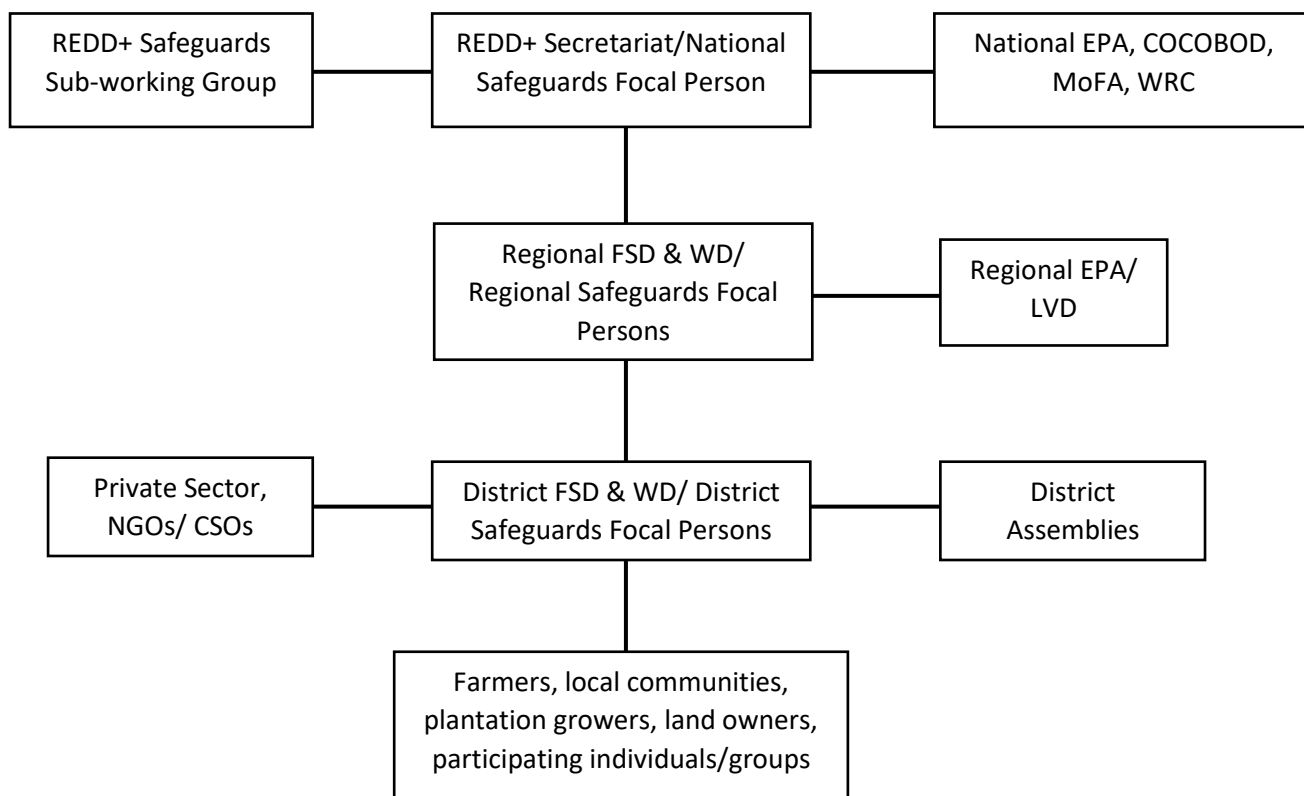 REDD+ Safeguards
Sub-working Group
REDD+ Secretariat/National
Safeguards Focal Person
National EPA, COCOBOD,
MoFA, WRC
Regional FSD & WD/
Regional Safeguards Focal
Persons
Regional EPA/
LVD
Private Sector,
NGOs/ CSOs
District FSD & WD/ District
Safeguards Focal Persons
District
Assemblies
Farmers, local communities,
plantation growers, land owners,
participating individuals/groups